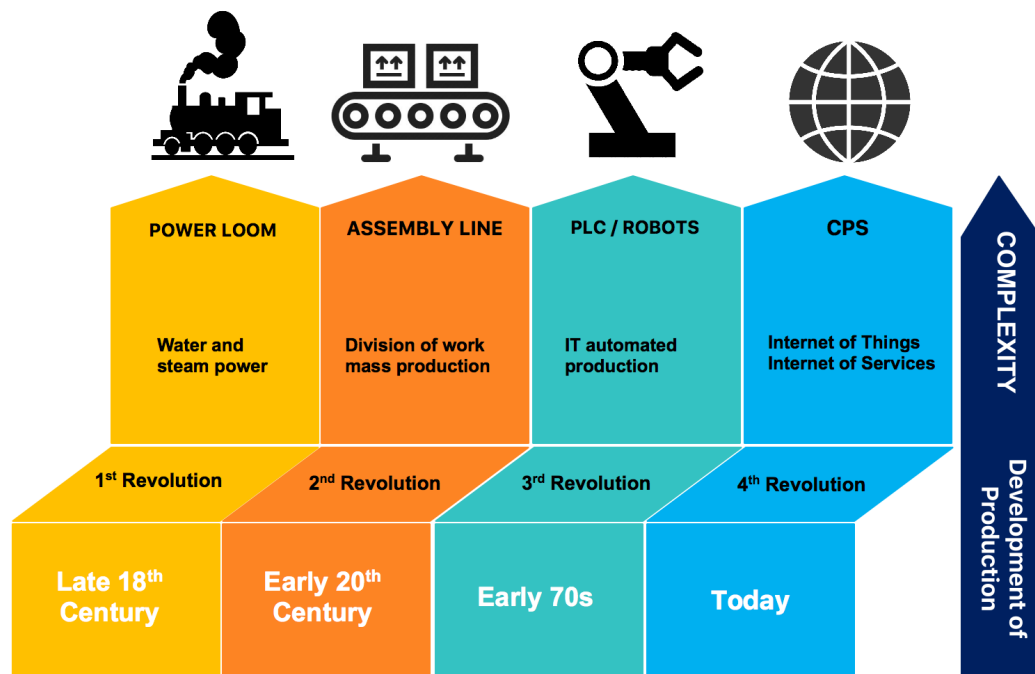 POWER LOOM
ASSEMBLY LINE
PLC / ROBOTS
CPS
Water and
steam power
Division of work
mass production
IT automated
production
Internet of Things
Internet of Services
1st Revolution
2nd Revolution
3rd Revolution
4th Revolution
Late 18th
Century
Early 20th
Century
Early 70s
Today
COMPLEXITY
Development of
Production